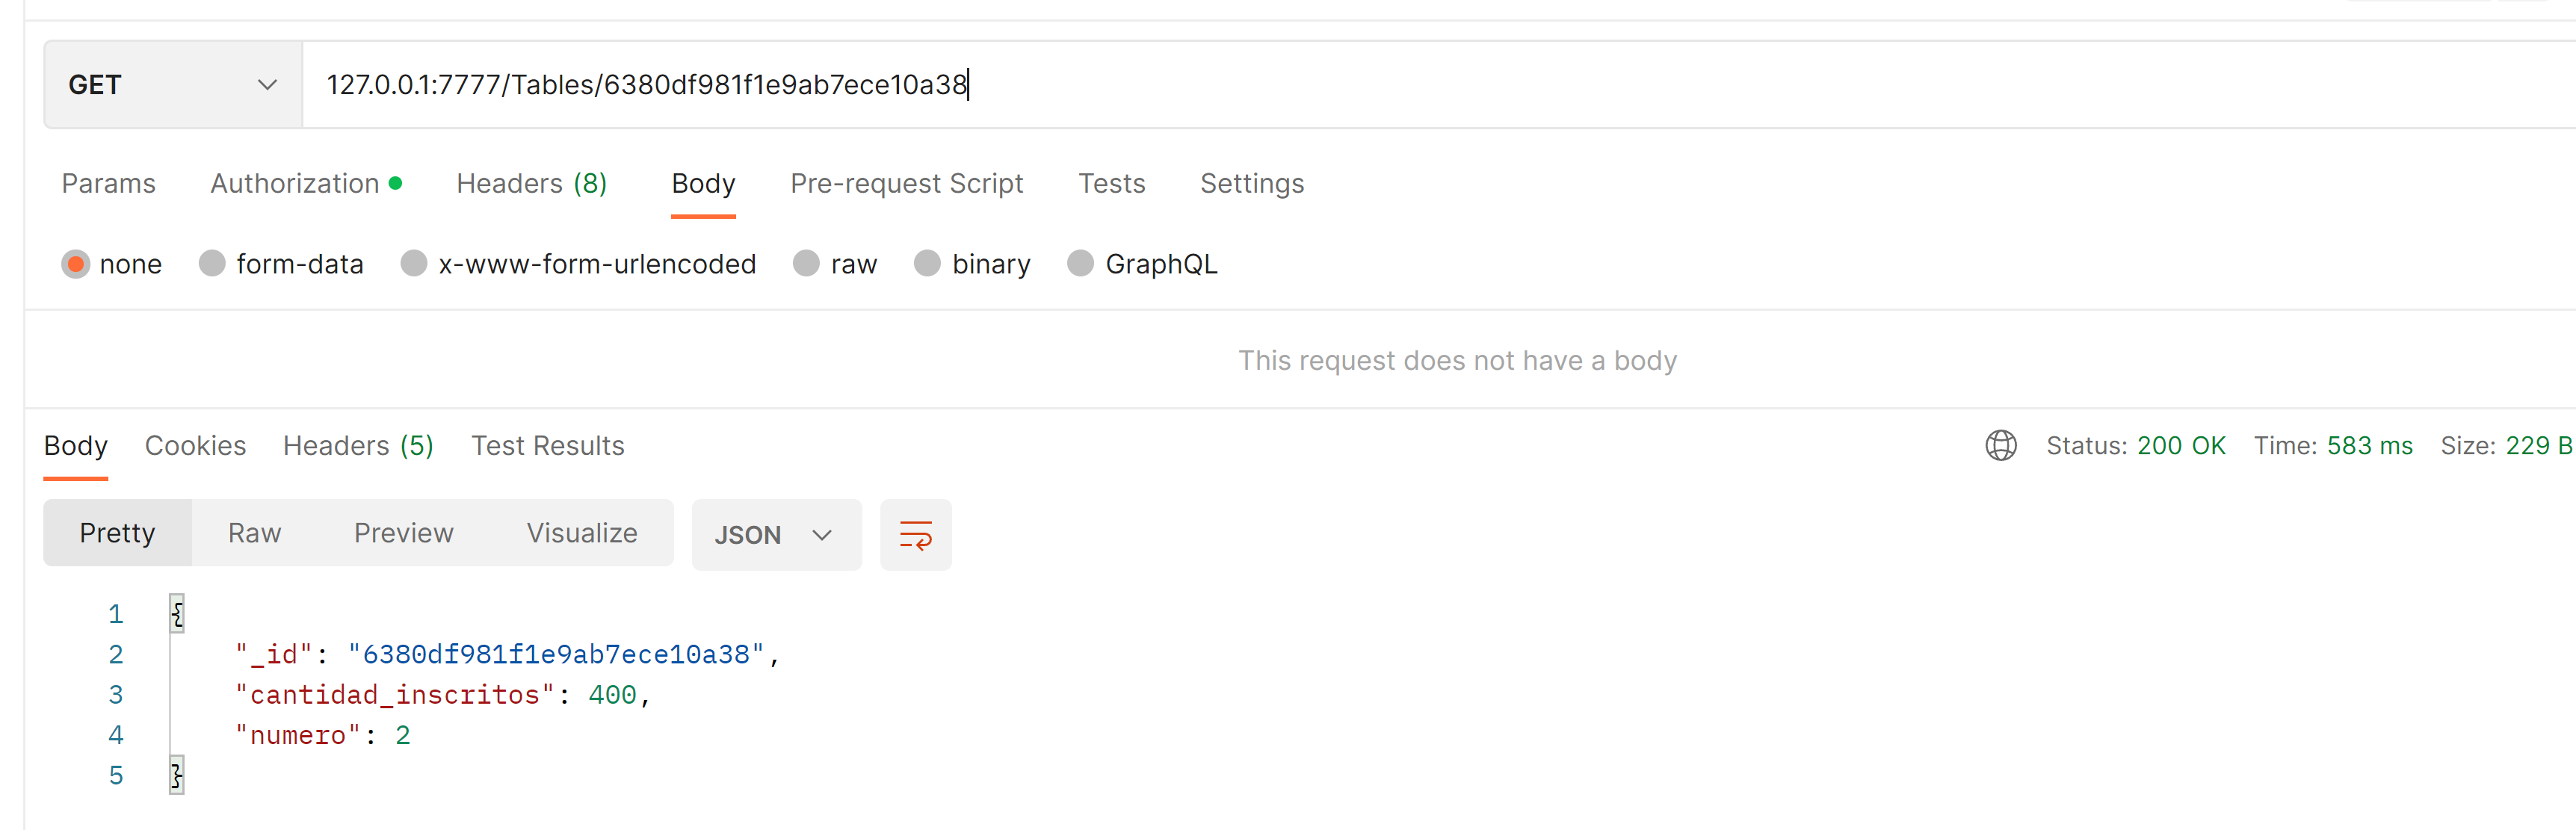 GET 127.0.0.1:7777/Tables/6380df981f1e9ab7ece10a38
Params Authorization Headers (8) Body Pre-request Script Tests Settings
none form-data x-www-form-urlencoded raw binary GraphQL
This request does not have a body
Body Cookies Headers (5) Test Results Status: 200 OK Time: 583 ms Size: 229 B
Pretty Raw Preview Visualize JSON
1 {
2 "_id": "6380df981f1e9ab7ece10a38",
3 "cantidad_inscritos": 400,
4 "numero": 2
5 }